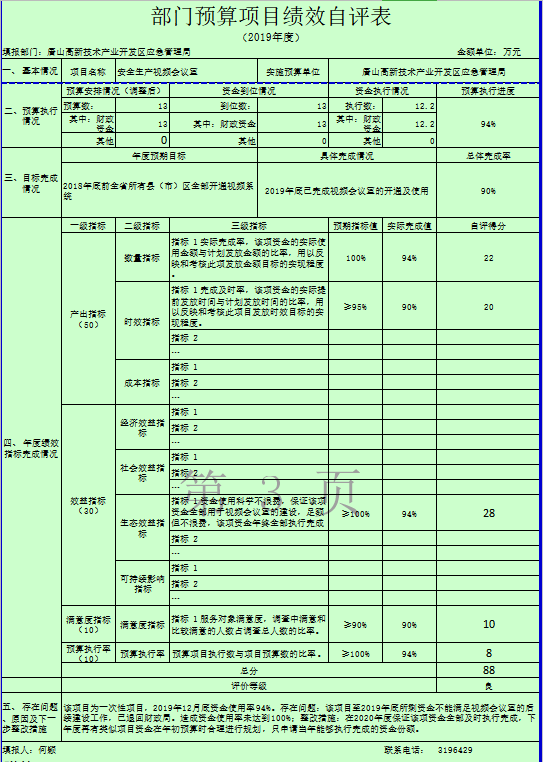 部门预算项目绩效自评表
（2019年度）
填报部门：唐山高新技术产业开发区应急管理局 金额单位：万元
一、基本情况 项目名称 安全生产视频会议室 实施预算单位 唐山高新技术产业开发区应急管理局
二、预算执行情况 预算安排情况（调整后） 资金到位情况 资金执行情况 预算执行进度
预算数： 13 到位数： 13 执行数： 12.2 94%
其中：财政资金 13 其中：财政资金 13 其中：财政资金 12.2
其他 0 其他 0 其他 0
三、目标完成情况 年度预期目标 具体完成情况 总体完成率
2018年底前全省所有县（市）区全部开通视频系统 2019年底已完成视频会议室的开通及使用 90%
四、年度绩效指标完成情况 一级指标 二级指标 三级指标 预期指标值 实际完成值 自评得分
产出指标（50） 数量指标 指标 1 实际完成率，该项资金的实际使用金额与计划发放金额的比率，用以反映和考核此项发放金额目标的实现程度。 100% 94% 22
时效指标 指标 1 完成及时率，该项资金的实际提前发放时间与计划发放时间的比率，用以反映和考核此项目发放时效目标的实现程度。 ≥95% 90% 20
指标 2
...
成本指标 指标 1
指标 2
...
效益指标（30） 经济效益指标 指标 1
指标 2
...
社会效益指标 指标 1
指标 2
...
第 3 页
生态效益指标 指标 1 资金使用科学不浪费，保证该项资金全部用于视频会议室的建设，足额但不浪费，该项资金年终全部执行完成 ≥100% 94% 28
指标 2
...
可持续影响指标 指标 1
指标 2
...
满意度指标（10） 满意度指标 指标 1 服务对象满意度，调查中满意和比较满意的人数占调查总人数的比率。 ≥90% 90% 10
预算执行率（10） 预算执行率 预算项目执行数与项目预算数的比率。 ≥100% 94% 8
总分 88
评价等级 良
五、存在问题、原因及下一步整改措施 该项目为一次性项目，2019年12月底资金使用率94%。存在问题：该项目至2019年底所剩资金不能满足视频会议室的后续建设工作，已退回财政局。造成资金使用率未达到100%；整改措施：在2020年度保证该项资金全部及时执行完成，下年度再有类似项目资金在年初预算时合理进行规划，只申请当年能够执行完成的资金份额。
填报人：何颖 联系电话： 3196429